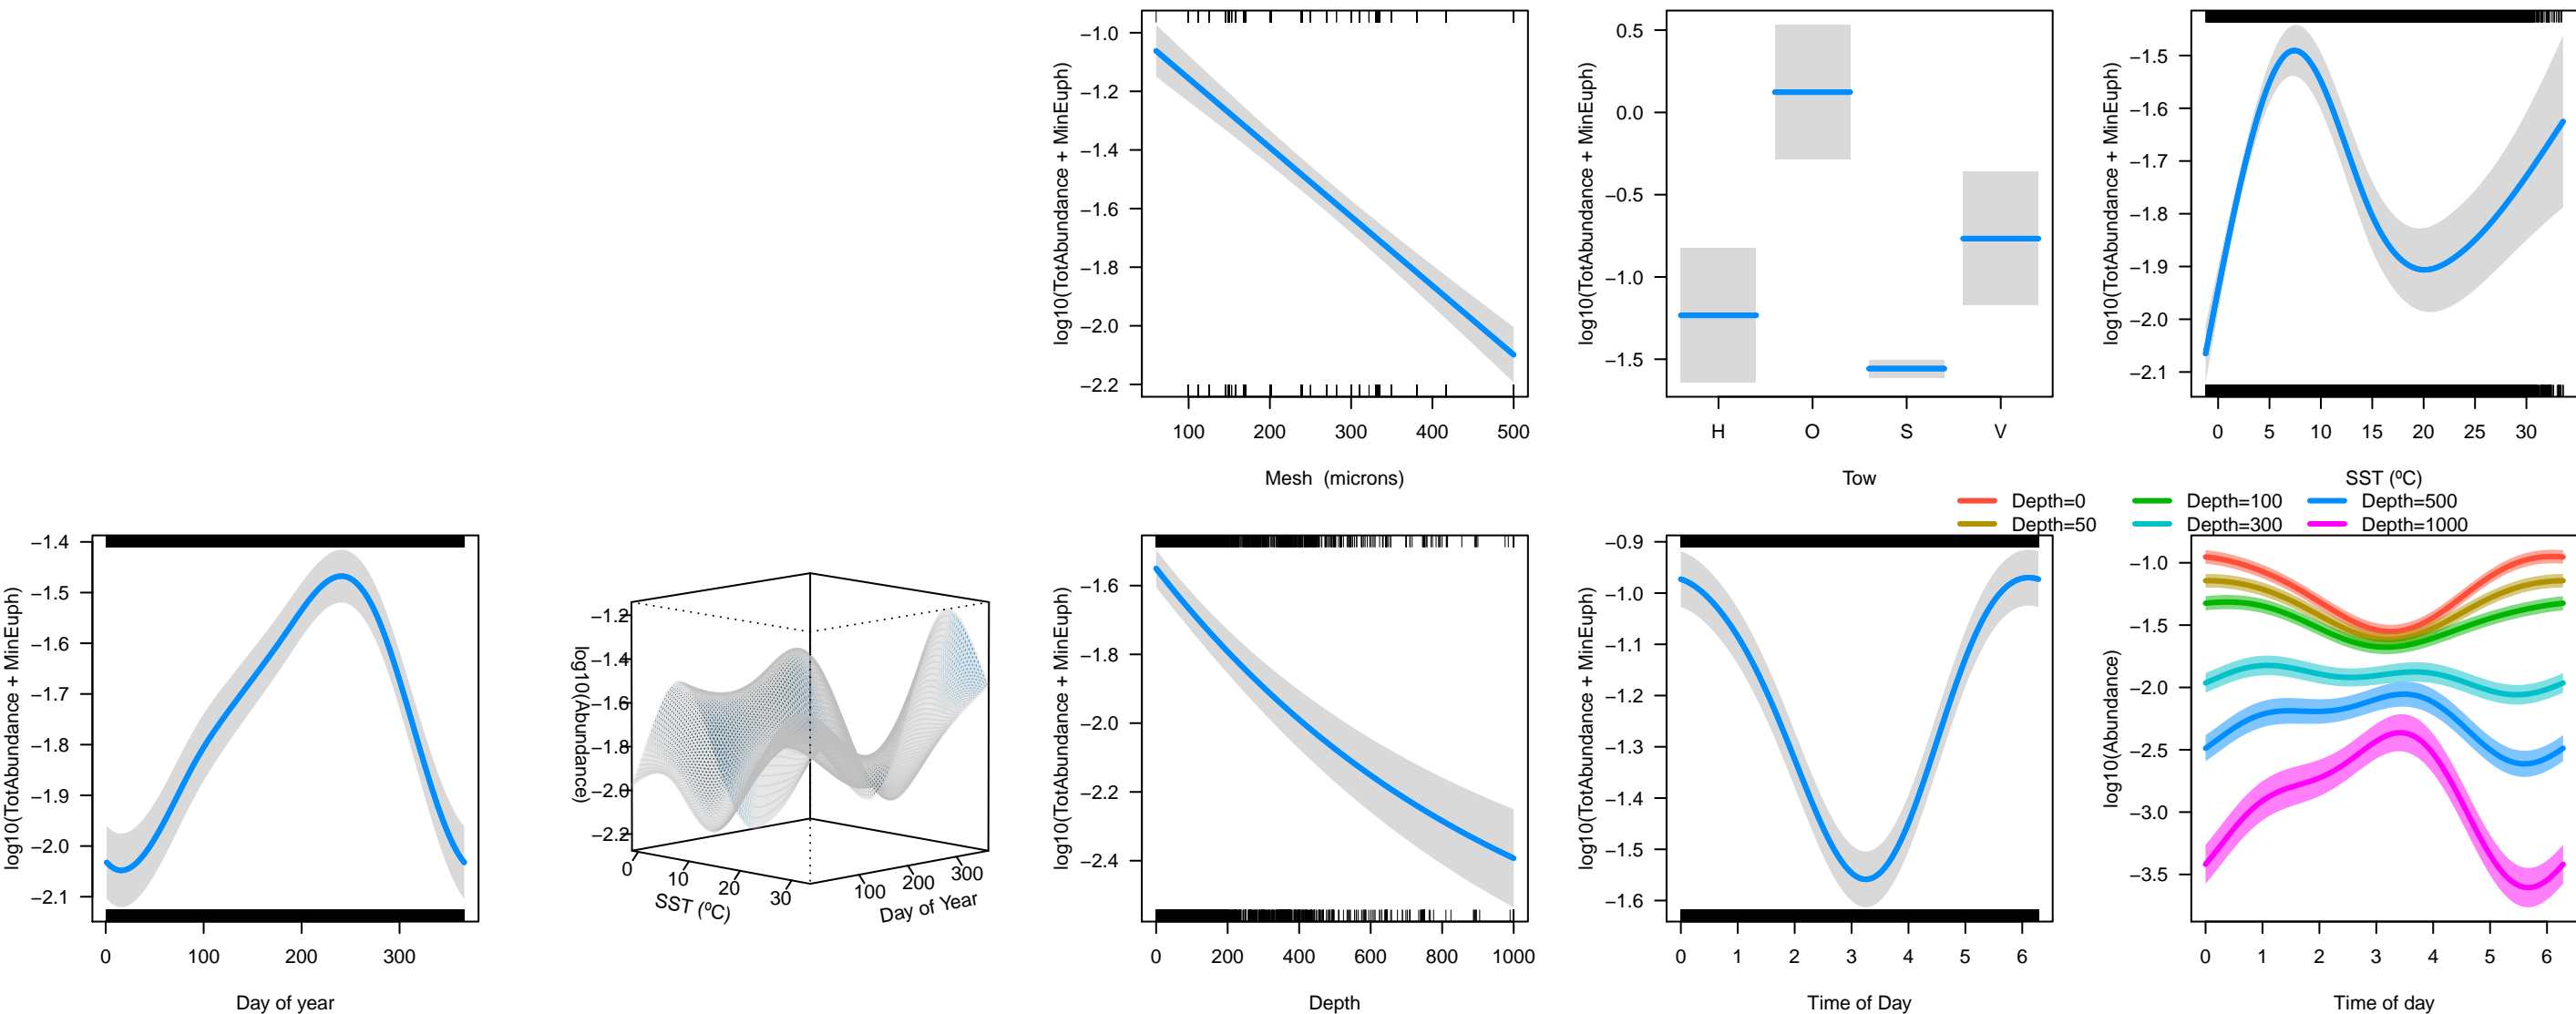 log10(TotAbundance + MinEuph)
−1.0
−1.2
−1.4
−1.6
−1.8
−2.0
−2.2
100 200 300 400 500
Mesh (microns)
log10(TotAbundance + MinEuph)
0.5
0.0
−0.5
−1.0
−1.5
H O S V
Tow
log10(TotAbundance + MinEuph)
−1.5
−1.6
−1.7
−1.8
−1.9
−2.0
−2.1
0 5 10 15 20 25 30
SST (ºC)
log10(TotAbundance + MinEuph)
−1.4
−1.5
−1.6
−1.7
−1.8
−1.9
−2.0
−2.1
0 100 200 300
Day of year
log10(Abundance)
−1.2
−1.4
−1.6
−1.8
−2.0
−2.2
0 10 20 30
SST (ºC)
100 200 300
Day of Year
log10(TotAbundance + MinEuph)
−1.6
−1.8
−2.0
−2.2
−2.4
0 200 400 600 800 1000
Depth
log10(TotAbundance + MinEuph)
−0.9
−1.0
−1.1
−1.2
−1.3
−1.4
−1.5
−1.6
0 1 2 3 4 5 6
Time of Day
Depth=0 Depth=100 Depth=500
Depth=50 Depth=300 Depth=1000
log10(Abundance)
−1.0
−1.5
−2.0
−2.5
−3.0
−3.5
0 1 2 3 4 5 6
Time of day